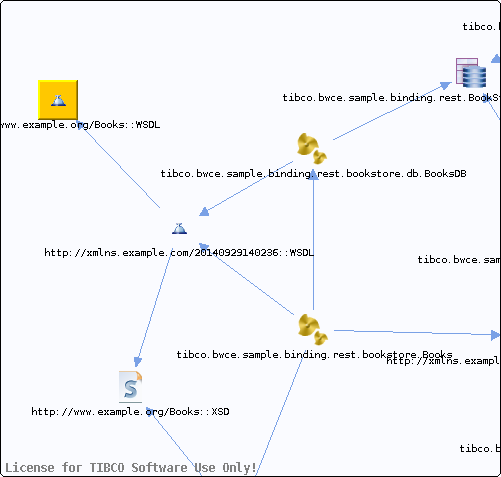 tibco.b
tibco.bwce.sample.binding.rest.BookSt
www.example.org/Books::WSDL
tibco.bwce.sample.binding.rest.bookstore.db.BooksDB
http://xmlns.example.com/20140929140236::WSDL
tibco.bwce.sam
tibco.bwce.sample.binding.rest.bookstore.Books
http://xmlns.examp
http://www.example.org/Books::XSD
tibco.b
License for TIBCO Software Use Only!